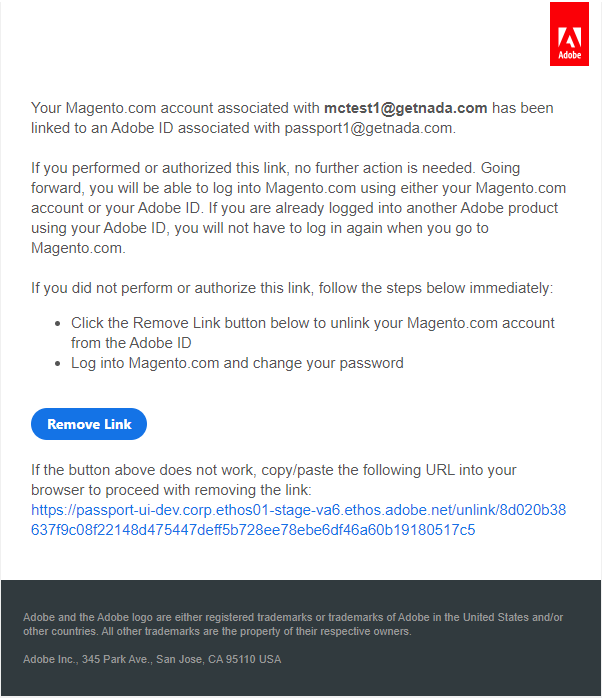 Adobe
Your Magento.com account associated with mctest1@getnada.com has been
linked to an Adobe ID associated with passport1@getnada.com.
If you performed or authorized this link, no further action is needed. Going
forward, you will be able to log into Magento.com using either your Magento.com
account or your Adobe ID. If you are already logged into another Adobe product
using your Adobe ID, you will not have to log in again when you go to
Magento.com.
If you did not perform or authorize this link, follow the steps below immediately:
• Click the Remove Link button below to unlink your Magento.com account
from the Adobe ID
• Log into Magento.com and change your password
Remove Link
If the button above does not work, copy/paste the following URL into your
browser to proceed with removing the link:
https://passport-ui-dev.corp.ethos01-stage-va6.ethos.adobe.net/unlink/8d020b38
637f9c08f22148d475447deff5b728ee78ebe6df46a60b19180517c5
Adobe and the Adobe logo are either registered trademarks or trademarks of Adobe in the United States and/or
other countries. All other trademarks are the property of their respective owners.
Adobe Inc., 345 Park Ave., San Jose, CA 95110 USA